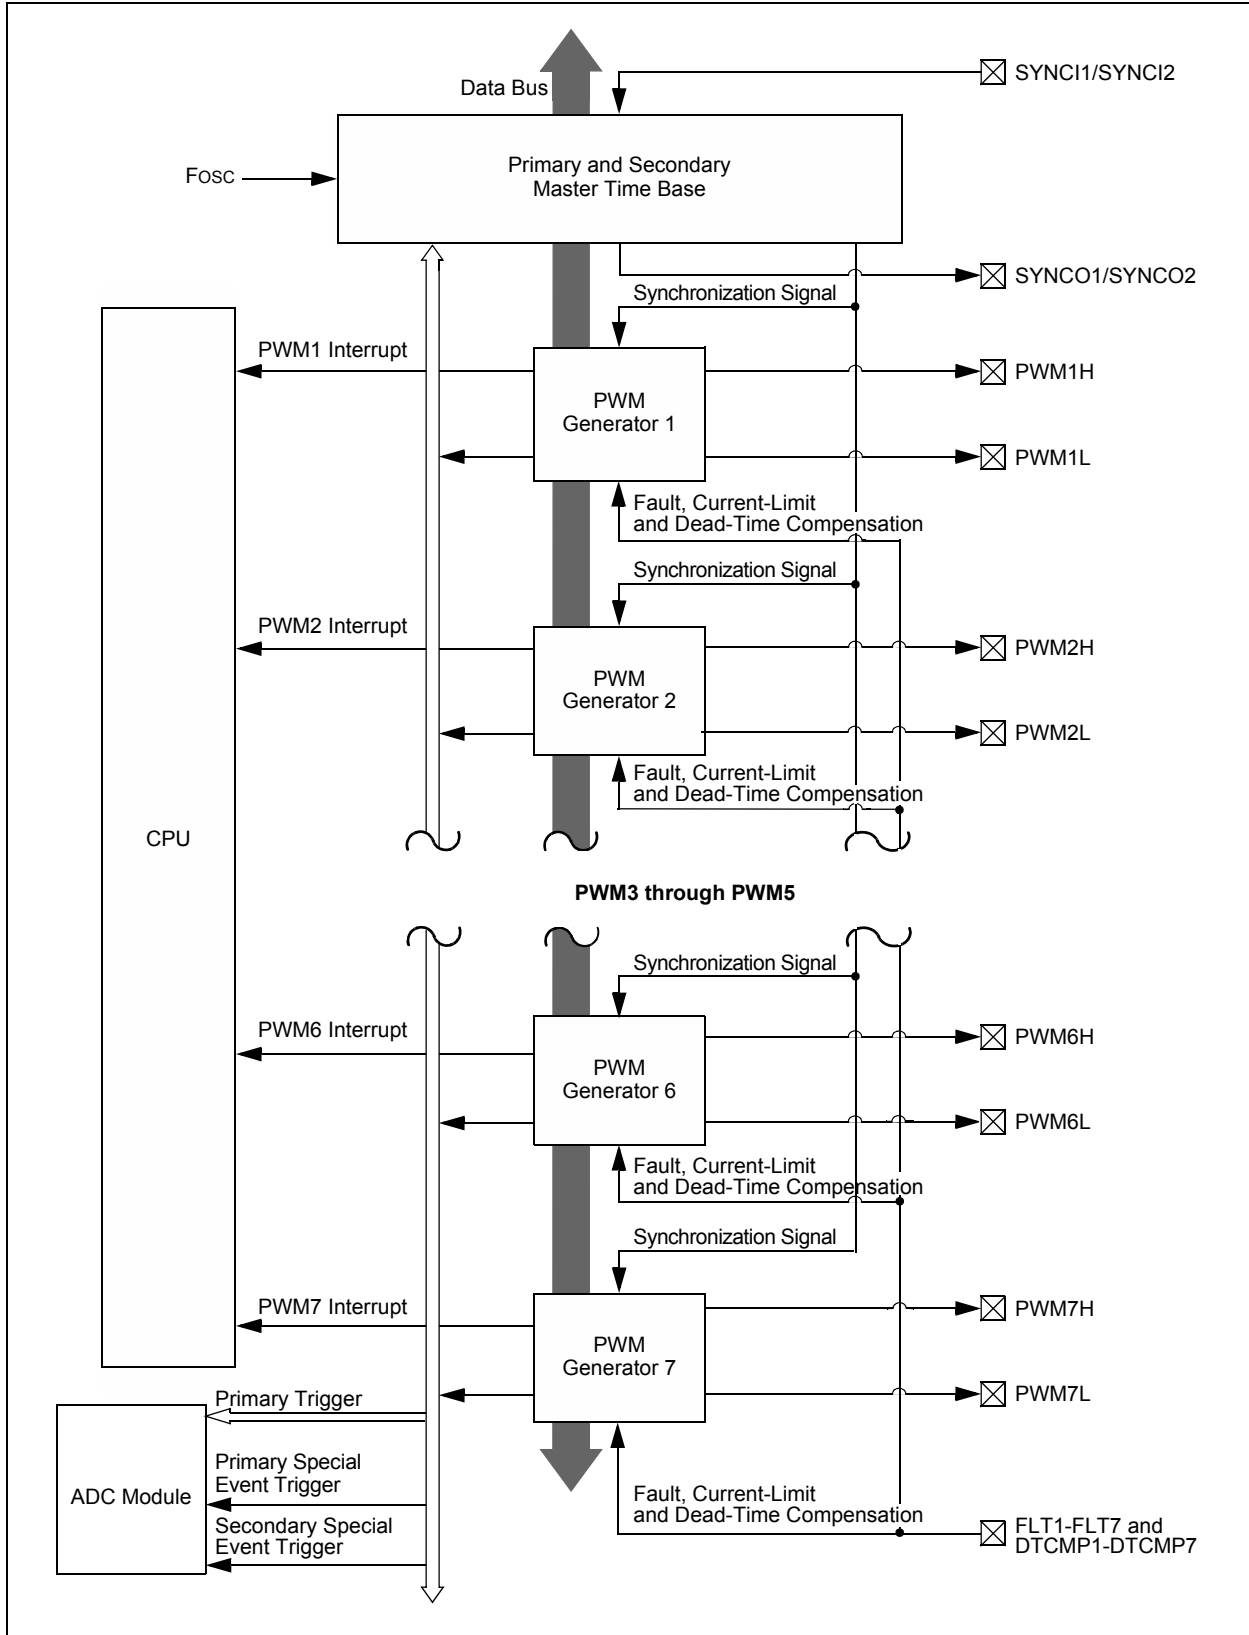 Data Bus
SYNCI1/SYNCI2
Primary and Secondary
Master Time Base
Fosc
SYNCO1/SYNCO2
Synchronization Signal
PWM1 Interrupt
PWM
Generator 1
PWM1H
PWM1L
Fault, Current-Limit
and Dead-Time Compensation
Synchronization Signal
PWM2 Interrupt
PWM
Generator 2
PWM2H
PWM2L
Fault, Current-Limit
and Dead-Time Compensation
CPU
PWM3 through PWM5
Synchronization Signal
PWM6 Interrupt
PWM
Generator 6
PWM6H
PWM6L
Fault, Current-Limit
and Dead-Time Compensation
Synchronization Signal
PWM7 Interrupt
PWM
Generator 7
PWM7H
PWM7L
Primary Trigger
Primary Special
Event Trigger
ADC Module
Secondary Special
Event Trigger
Fault, Current-Limit
and Dead-Time Compensation
FLT1-FLT7 and
DTCMP1-DTCMP7